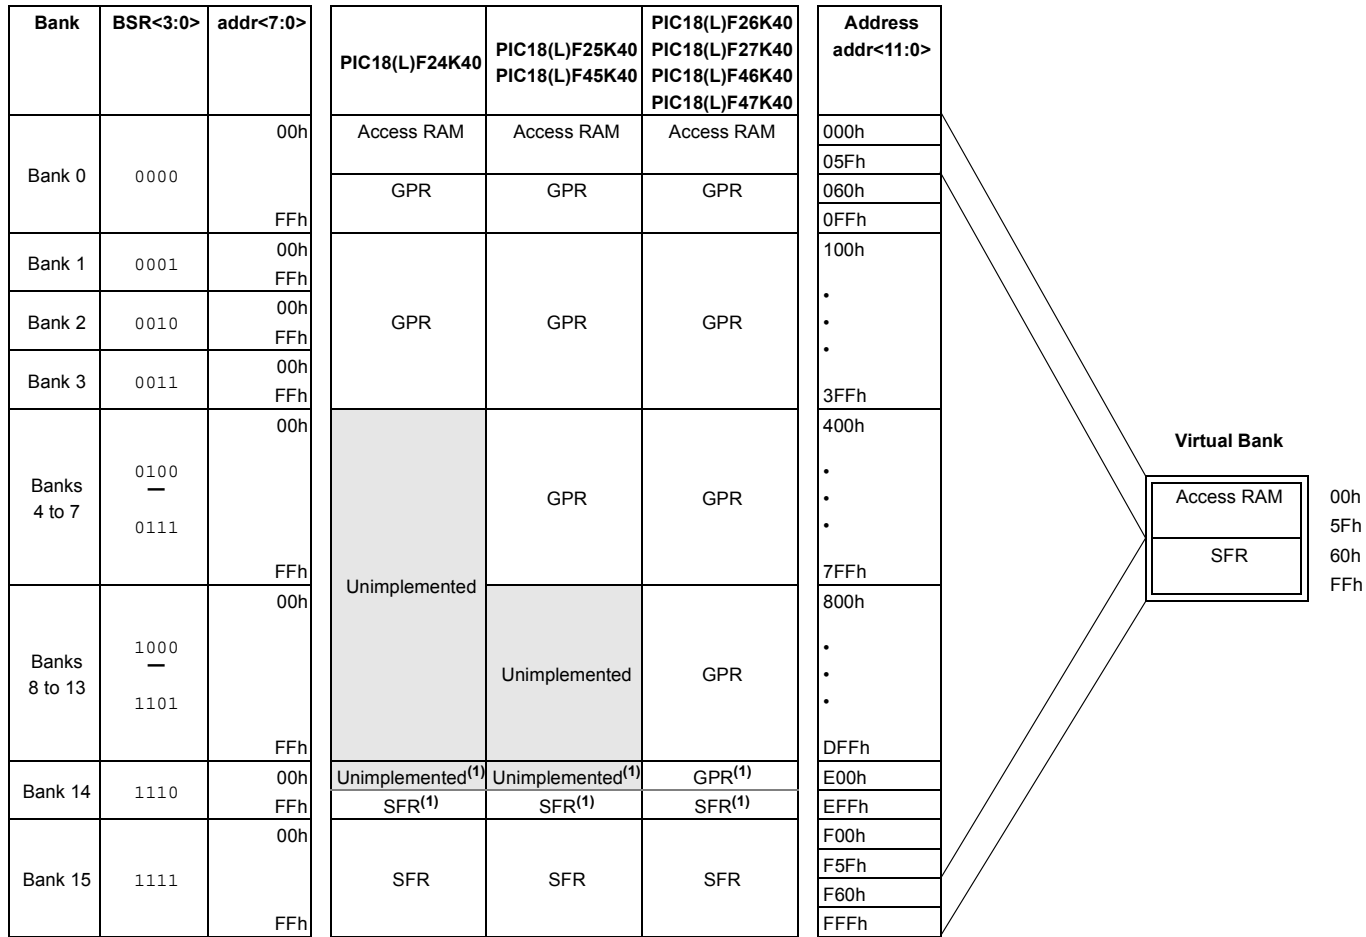 Bank BSR<3:0> addr<7:0> PIC18(L)F26K40 Address
PIC18(L)F25K40 PIC18(L)F27K40 addr<11:0>
PIC18(L)F24K40 PIC18(L)F45K40 PIC18(L)F46K40
PIC18(L)F47K40
00h Access RAM Access RAM Access RAM 000h
05Fh
Bank 0 0000 GPR GPR GPR 060h
FFh 0FFh
Bank 1 0001 00h 100h
FFh
•
Bank 2 0010 00h GPR GPR GPR •
FFh •
Bank 3 0011 00h
FFh 3FFh
00h 400h
Virtual Bank
Banks 0100 •
4 to 7 — GPR GPR • Access RAM 00h
0111 • 5Fh
SFR 60h
FFh 7FFh
Unimplemented FFh
00h 800h
Banks 1000 •
8 to 13 — Unimplemented GPR •
1101 •
FFh DFFh
Bank 14 1110 00h Unimplemented(1) Unimplemented(1) GPR(1) E00h
FFh SFR(1) SFR(1) SFR(1) EFFh
00h F00h
F5Fh
Bank 15 1111 SFR SFR SFR
F60h
FFh FFFh